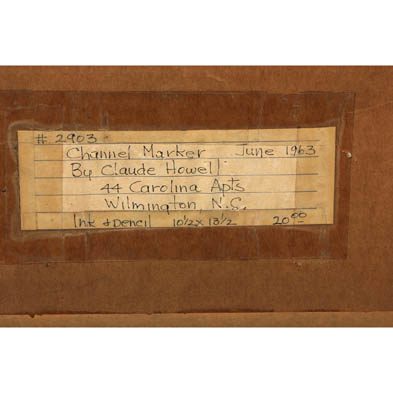 # 2903
Channel Marker June 1963
By Claude Howell
44 Carolina Apts
Wilmington, N.C.
Ink + Pencil 10 1/2 x 13 1/2 20.00